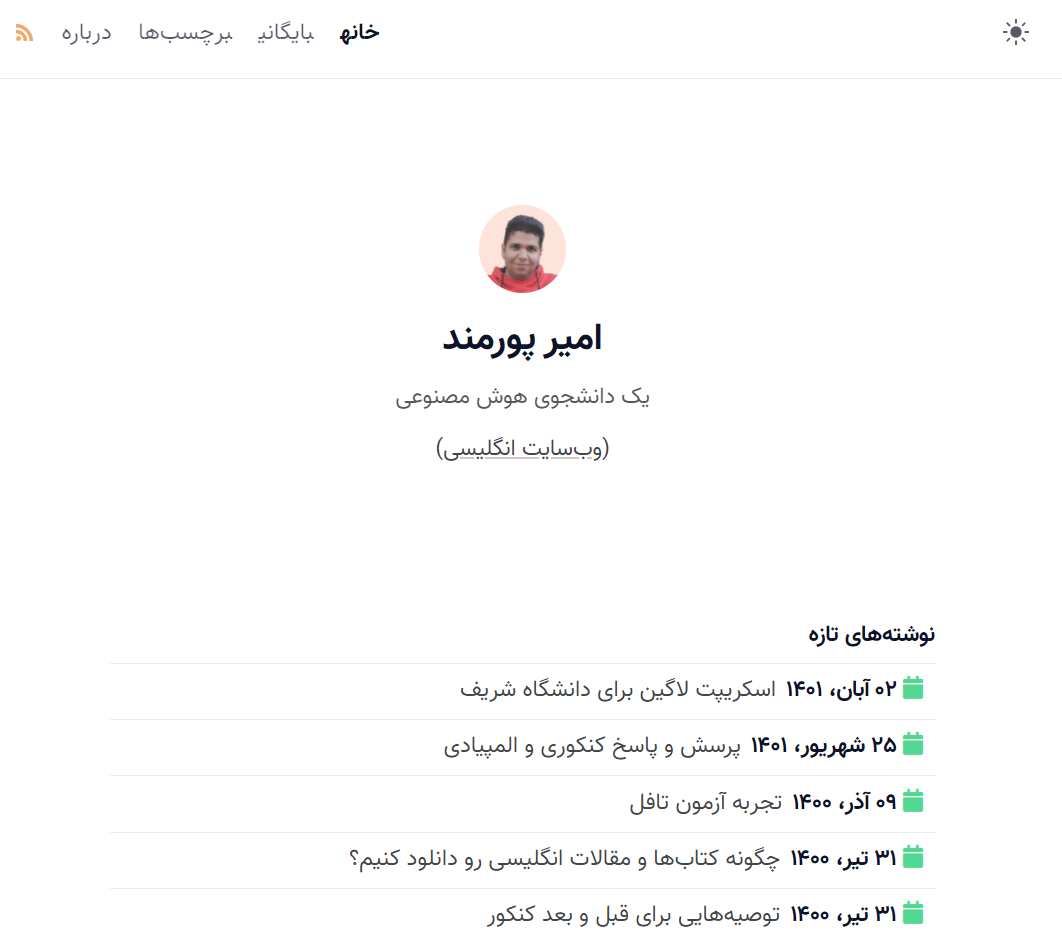 خانه بایگانی برچسب‌ها درباره
امیر پورمند
یک دانشجوی هوش مصنوعی
(وب‌سایت انگلیسی)
نوشته‌های تازه
۰۲ آبان، ۱۴۰۱ اسکریپت لاگین برای دانشگاه شریف
۲۵ شهریور، ۱۴۰۱ پرسش و پاسخ کنکوری و المپیادی
۰۹ آذر، ۱۴۰۰ تجربه آزمون تافل
۳۱ تیر، ۱۴۰۰ چگونه کتاب‌ها و مقالات انگلیسی رو دانلود کنیم؟
۳۱ تیر، ۱۴۰۰ توصیه‌هایی برای قبل و بعد کنکور